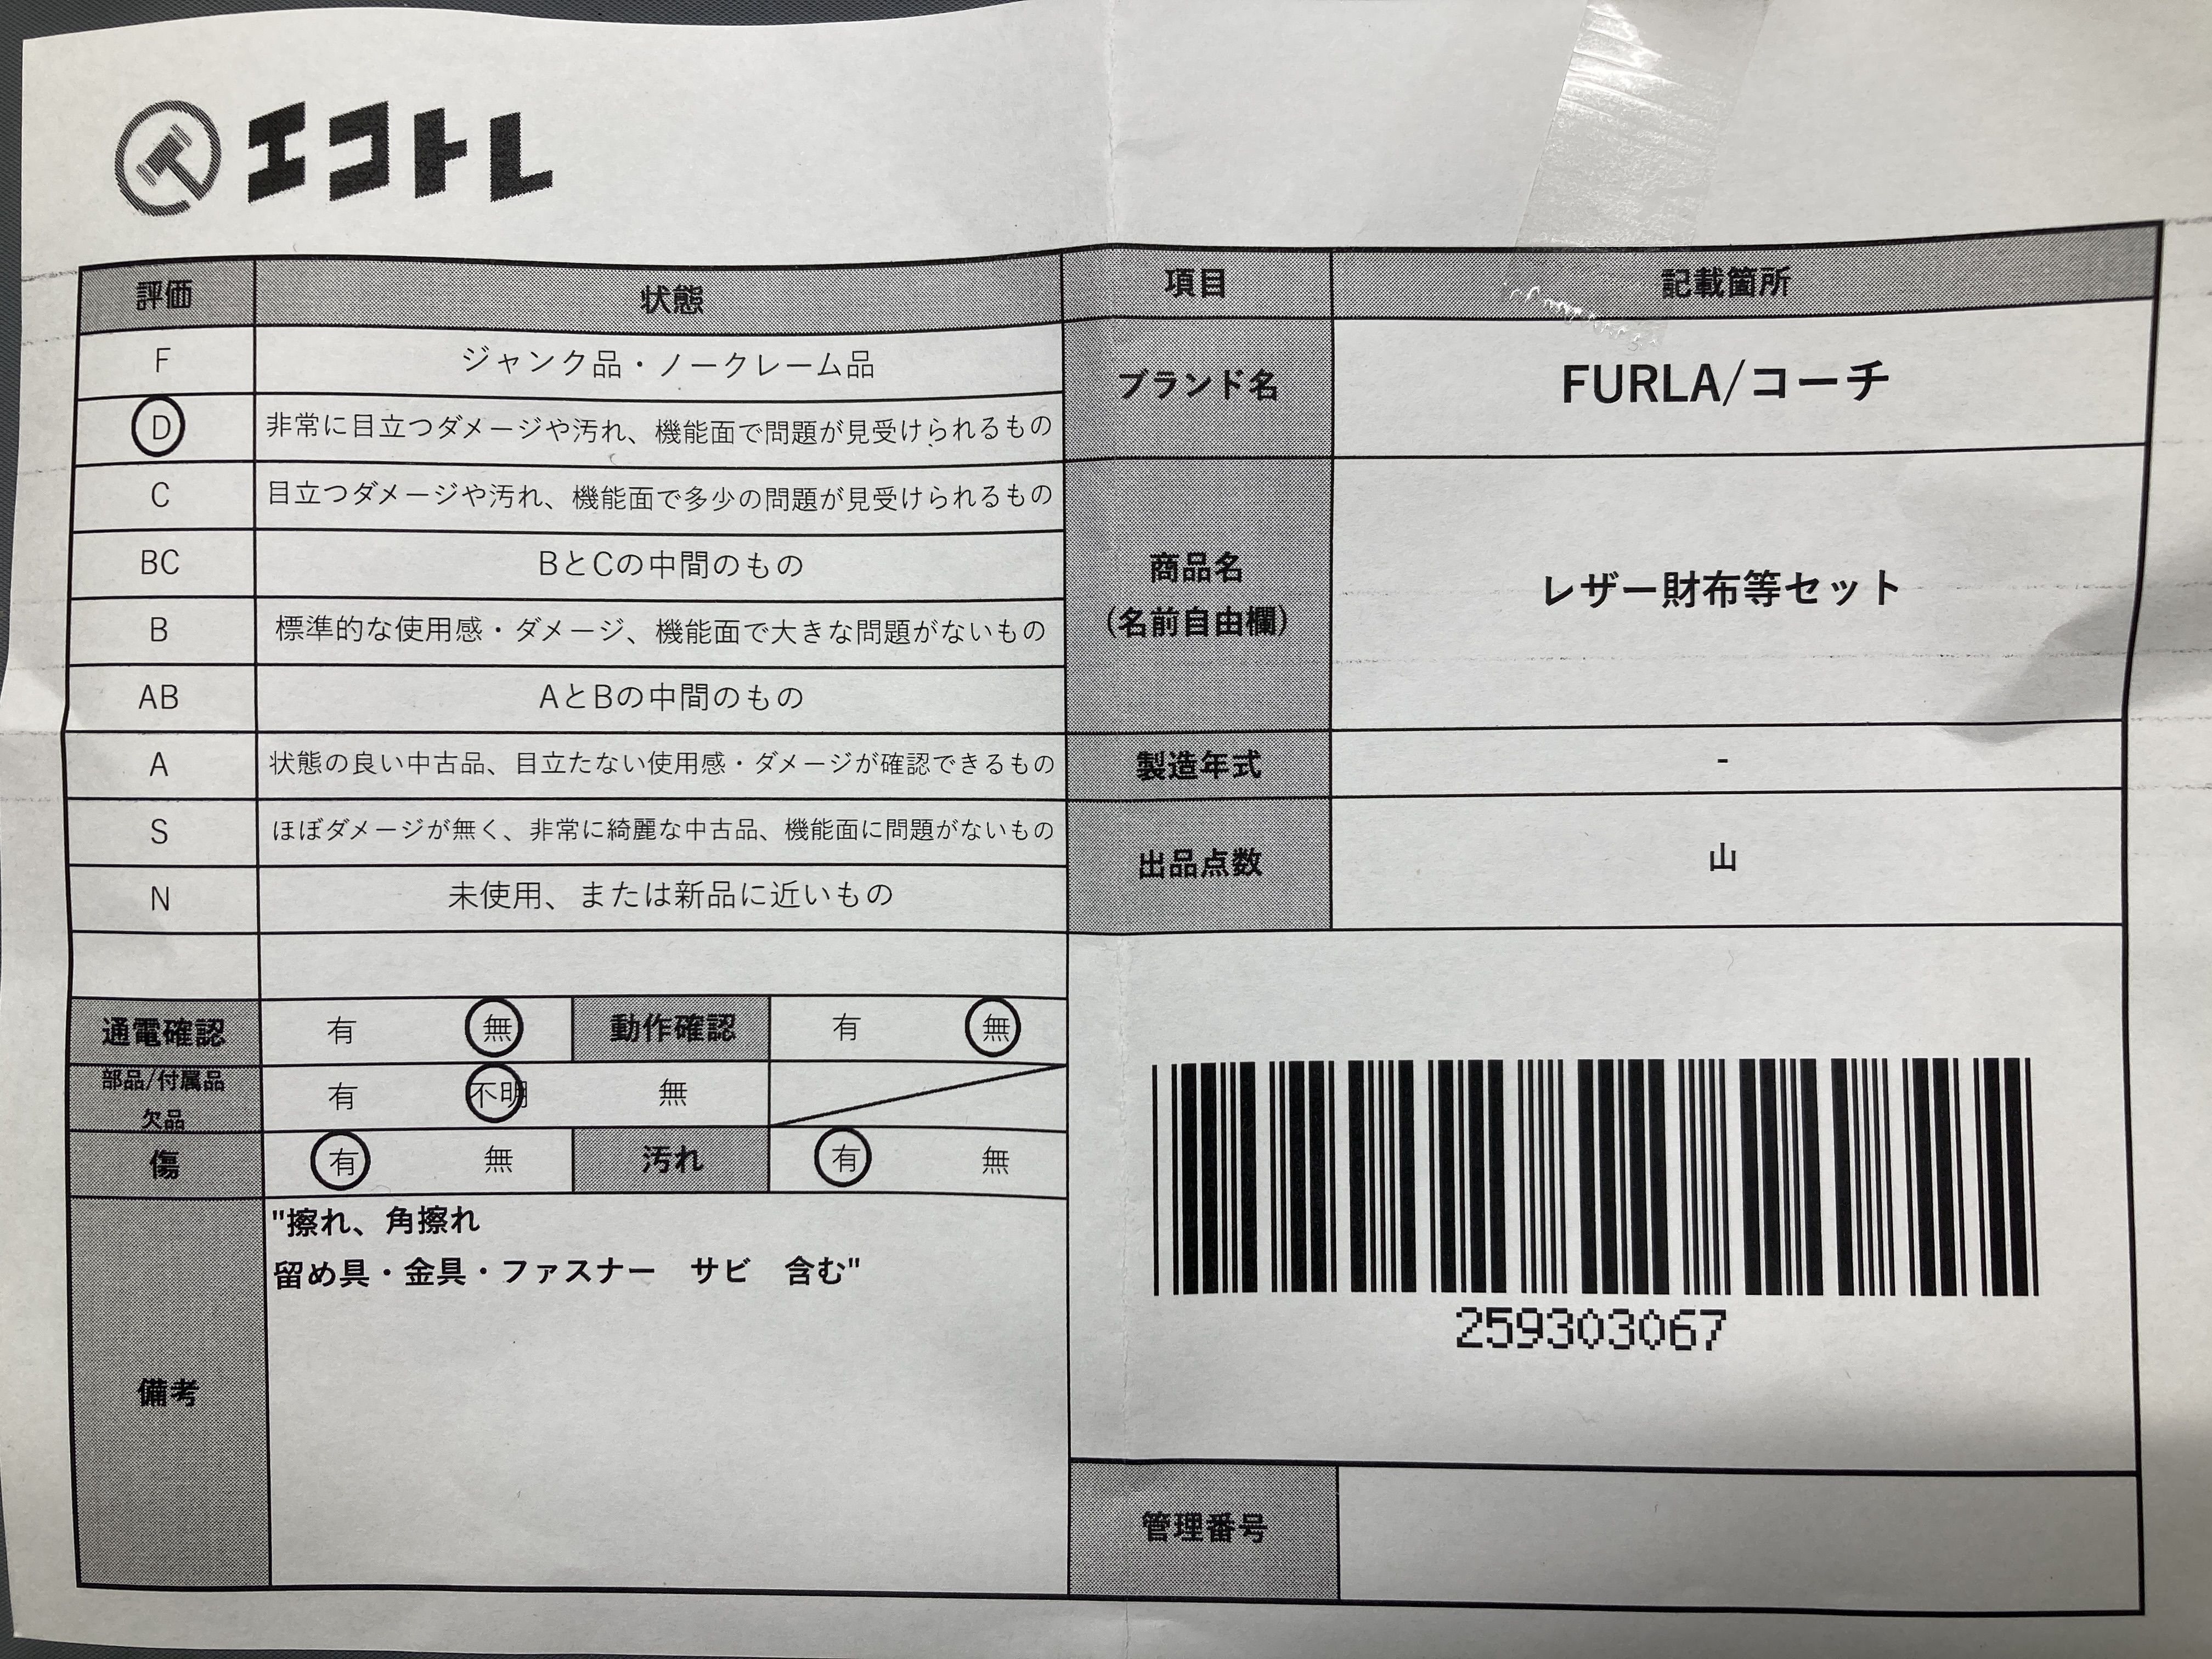 エコトレ
評価 状態
F ジャンク品・ノークレーム品
D 非常に目立つダメージや汚れ、機能面で問題が見受けられるもの
C 目立つダメージや汚れ、機能面で多少の問題が見受けられるもの
BC BとCの中間のもの
B 標準的な使用感・ダメージ、機能面で大きな問題がないもの
AB AとBの中間のもの
A 状態の良い中古品、目立たない使用感・ダメージが確認できるもの
S ほぼダメージが無く、非常に綺麗な中古品、機能面に問題がないもの
N 未使用、または新品に近いもの
通電確認 有 無 動作確認 有 無
部品/付属品
欠品 有 不明 無
傷 有 無 汚れ 有 無
備考
"擦れ、角擦れ
留め具・金具・ファスナー　サビ　含む"
項目 記載箇所
ブランド名 FURLA/コーチ
商品名
(名前自由欄)
レザー財布等セット
製造年式 -
出品点数 山
259303067
管理番号